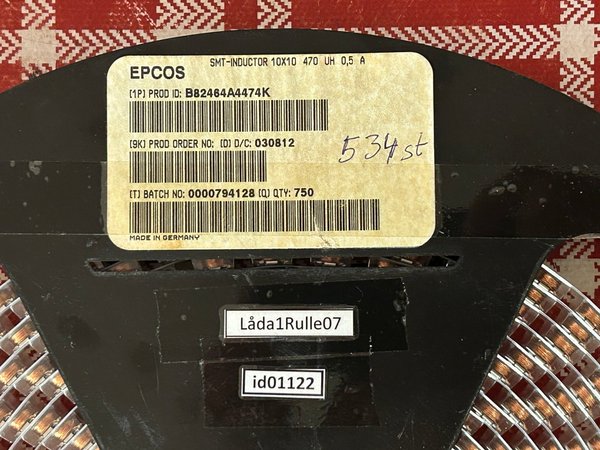 SMT-INDUCTOR 10X10 470 UH 0,5 A
EPCOS
[1P] PROD ID: B82464A4474K
[9K] PROD ORDER NO: [D] D/C: 030812
534st
[T] BATCH NO: 0000794128 [Q] QTY: 750
MADE IN GERMANY
Låda1Rulle07
id01122